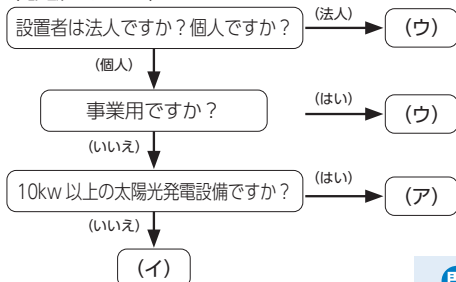 設置者は法人ですか？個人ですか？
(法人)
(ウ)
(個人)
事業用ですか？
(はい)
(ウ)
(いいえ)
10kw 以上の太陽光発電設備ですか？
(はい)
(ア)
(いいえ)
(イ)